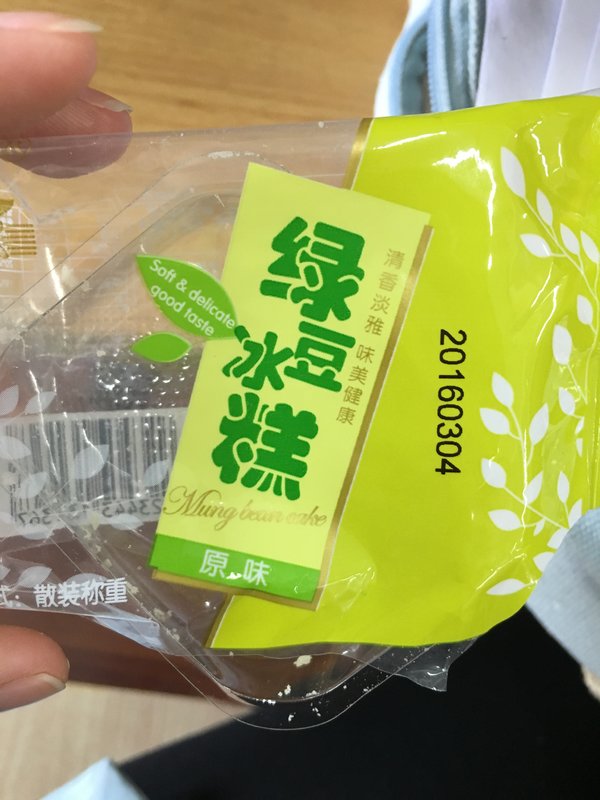 绿豆
冰糕
清香淡雅 味美健康
Soft & delicate
good taste
Mung bean cake
原味
20160304
式：散装称重